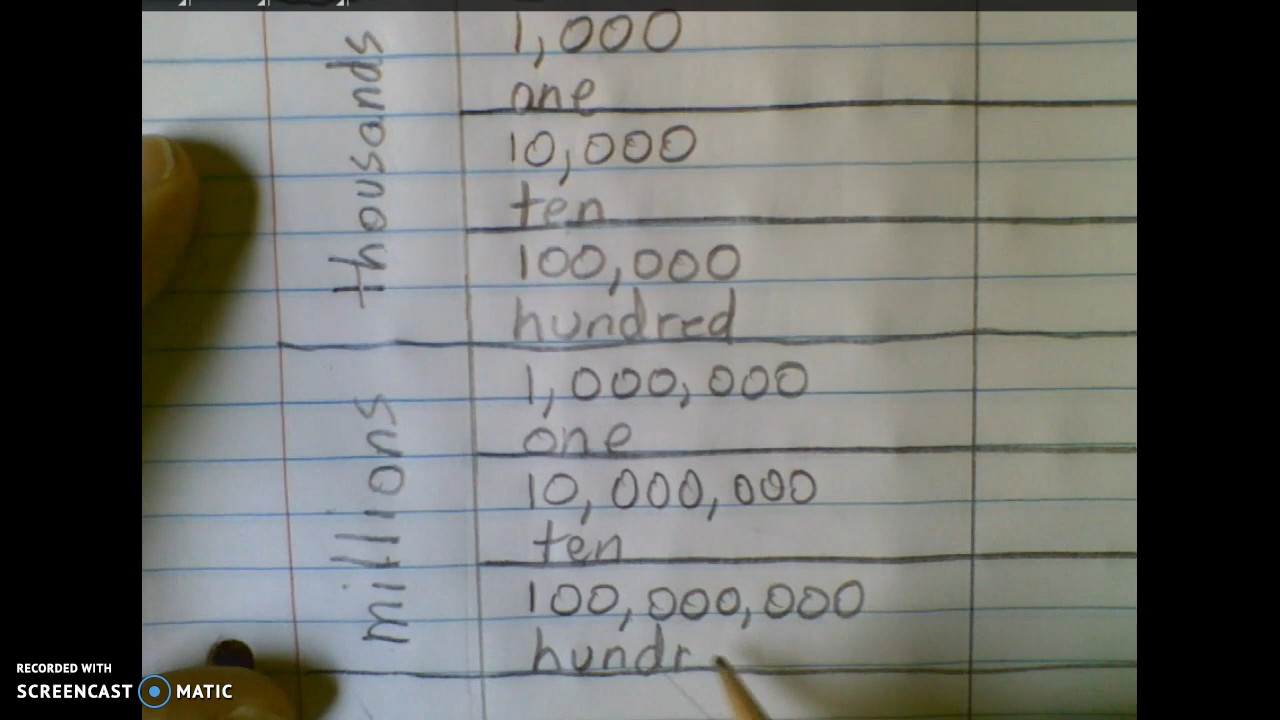 thousands
1,000
one
10,000
ten
100,000
hundred
millions
1,000,000
one
10,000,000
ten
100,000,000
hundr
RECORDED WITH
SCREENCAST MATIC